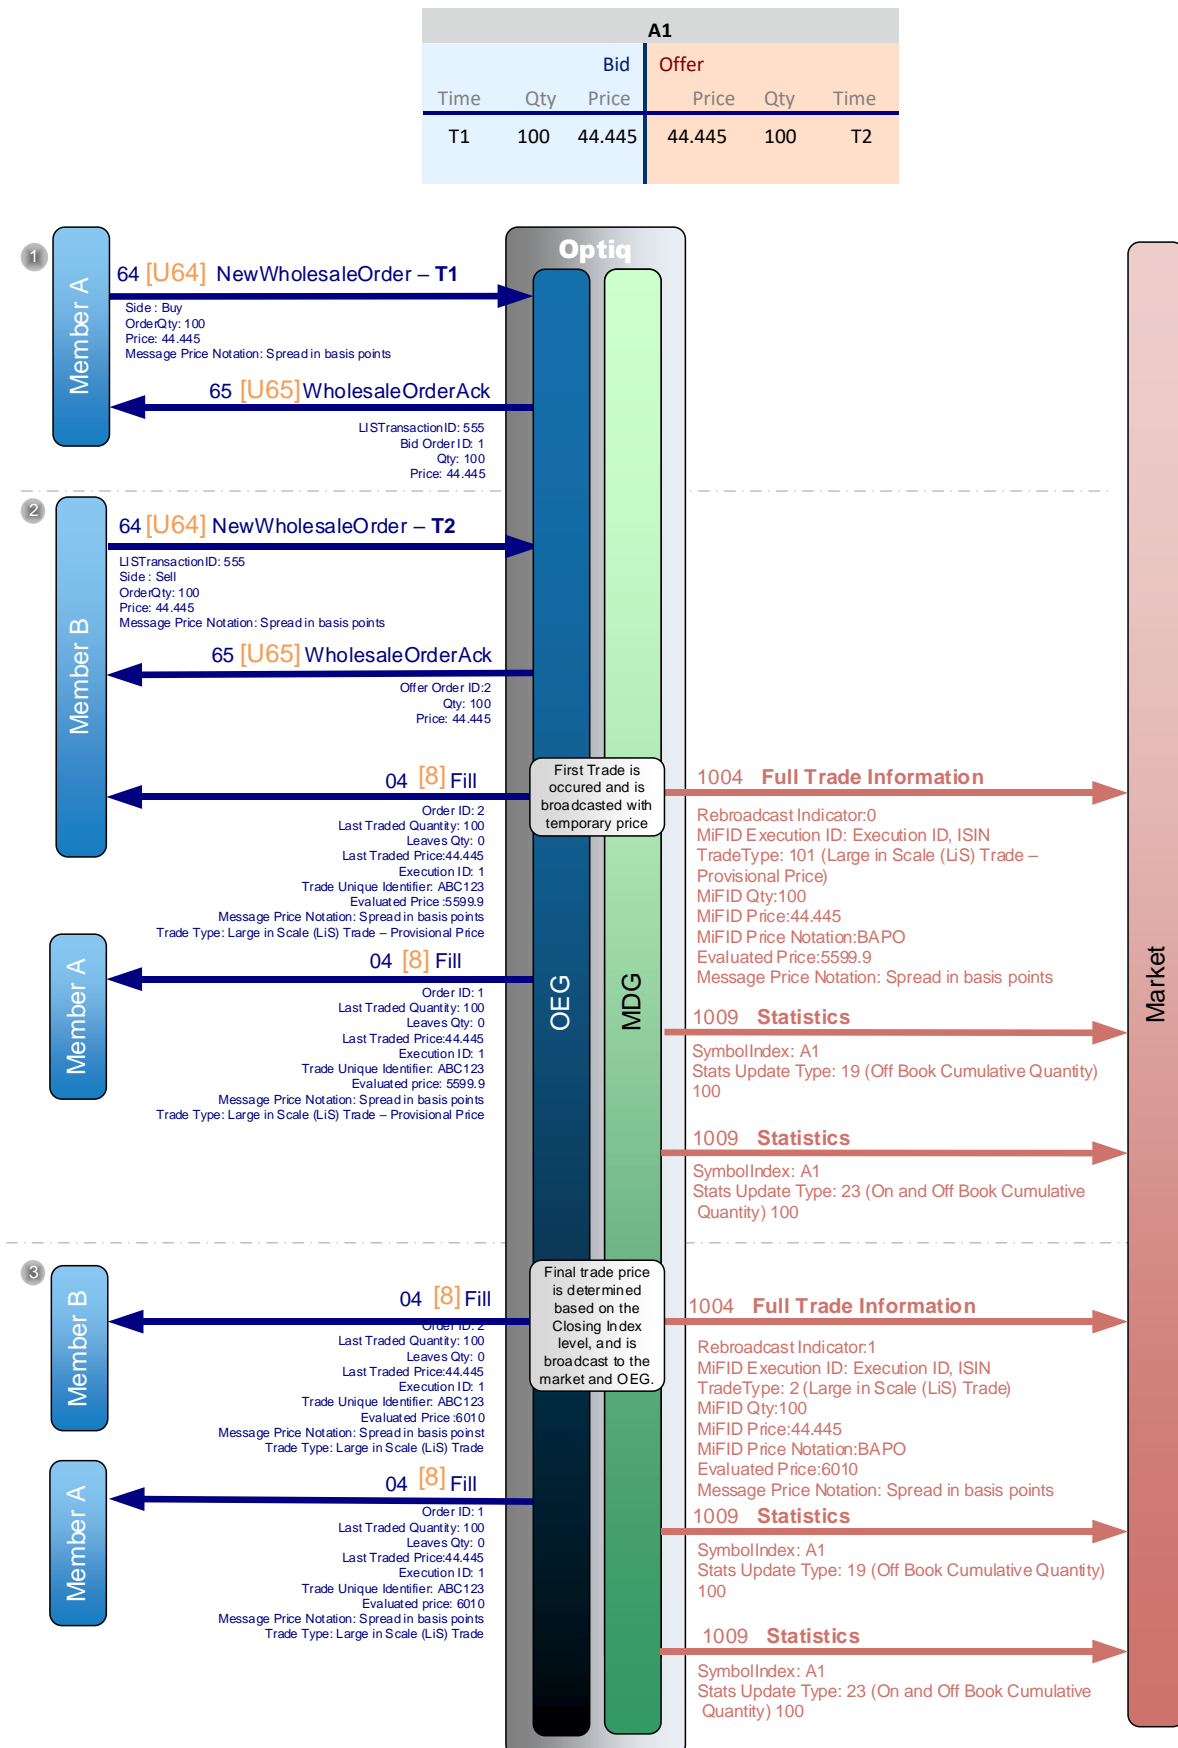 A1
Bid Offer
Time Qty Price Price Qty Time
T1 100 44.445 44.445 100 T2
Optiq
OEG
MDG
Market
1
Member A
64 [U64] NewWholesaleOrder – T1
Side : Buy
OrderQty: 100
Price: 44.445
Message Price Notation: Spread in basis points
65 [U65] WholesaleOrderAck
LISTransactionID: 555
Bid Order ID: 1
Qty: 100
Price: 44.445
2
Member B
64 [U64] NewWholesaleOrder – T2
LISTransactionID: 555
Side : Sell
OrderQty: 100
Price: 44.445
Message Price Notation: Spread in basis points
65 [U65] WholesaleOrderAck
Offer Order ID:2
Qty: 100
Price: 44.445
04 [8] Fill
Order ID: 2
Last Traded Quantity: 100
Leaves Qty: 0
Last Traded Price:44.445
Execution ID: 1
Trade Unique Identifier: ABC123
Evaluated Price :5599.9
Message Price Notation: Spread in basis points
Trade Type: Large in Scale (LiS) Trade – Provisional Price
First Trade is
occured and is
broadcasted with
temporary price
1004 Full Trade Information
Rebroadcast Indicator:0
MiFID Execution ID: Execution ID, ISIN
TradeType: 101 (Large in Scale (LiS) Trade –
Provisional Price)
MiFID Qty:100
MiFID Price:44.445
MiFID Price Notation:BAPO
Evaluated Price:5599.9
Message Price Notation: Spread in basis points
Member A
04 [8] Fill
Order ID: 1
Last Traded Quantity: 100
Leaves Qty: 0
Last Traded Price:44.445
Execution ID: 1
Trade Unique Identifier: ABC123
Evaluated price: 5599.9
Message Price Notation: Spread in basis points
Trade Type: Large in Scale (LiS) Trade – Provisional Price
1009 Statistics
SymbolIndex: A1
Stats Update Type: 19 (Off Book Cumulative Quantity)
100
1009 Statistics
SymbolIndex: A1
Stats Update Type: 23 (On and Off Book Cumulative
Quantity) 100
3
Member B
04 [8] Fill
Order ID: 2
Last Traded Quantity: 100
Leaves Qty: 0
Last Traded Price:44.445
Execution ID: 1
Trade Unique Identifier: ABC123
Evaluated Price :6010
Message Price Notation: Spread in basis poinst
Trade Type: Large in Scale (LiS) Trade
Final trade price
is determined
based on the
Closing Index
level, and is
broadcast to the
market and OEG.
1004 Full Trade Information
Rebroadcast Indicator:1
MiFID Execution ID: Execution ID, ISIN
TradeType: 2 (Large in Scale (LiS) Trade)
MiFID Qty:100
MiFID Price:44.445
MiFID Price Notation:BAPO
Evaluated Price:6010
Message Price Notation: Spread in basis points
Member A
04 [8] Fill
Order ID: 1
Last Traded Quantity: 100
Leaves Qty: 0
Last Traded Price:44.445
Execution ID: 1
Trade Unique Identifier: ABC123
Evaluated price: 6010
Message Price Notation: Spread in basis points
Trade Type: Large in Scale (LiS) Trade
1009 Statistics
SymbolIndex: A1
Stats Update Type: 19 (Off Book Cumulative Quantity)
100
1009 Statistics
SymbolIndex: A1
Stats Update Type: 23 (On and Off Book Cumulative
Quantity) 100